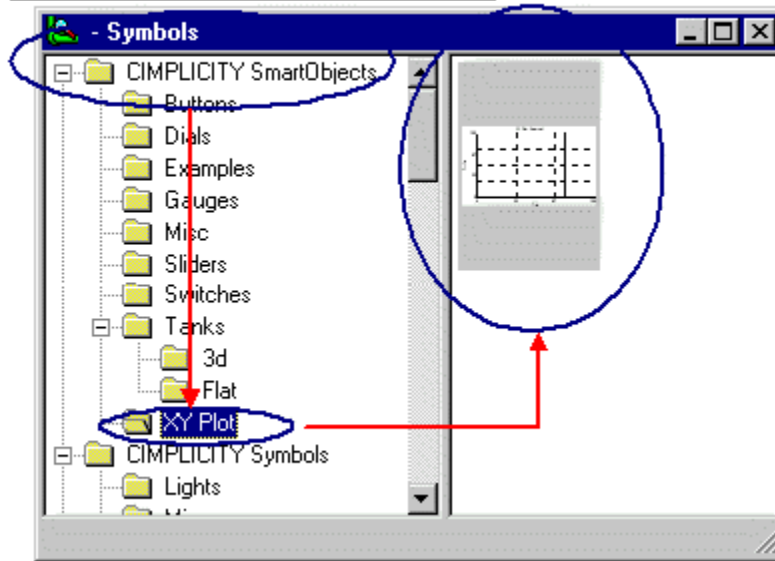 - Symbols
CIMPLICITY SmartObjects
Buttons
Dials
Examples
Gauges
Misc
Sliders
Switches
Tanks
3d
Flat
XY Plot
CIMPLICITY Symbols
Lights